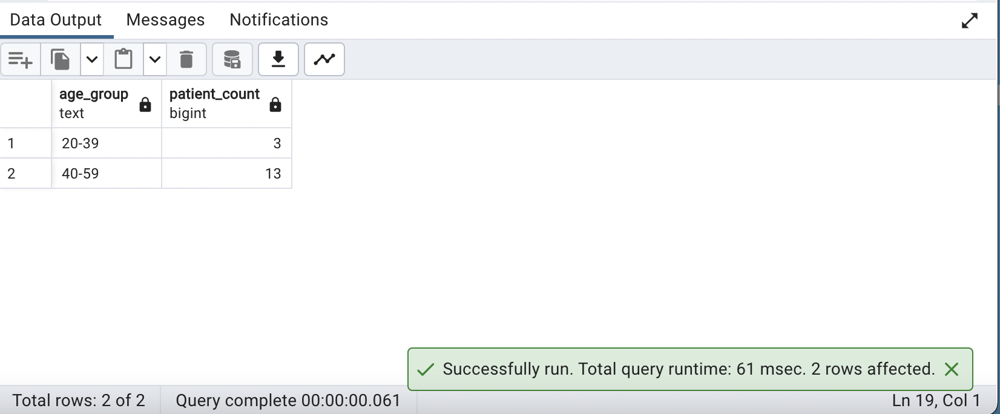 Data Output Messages Notifications
age_group patient_count
text bigint
1 20-39 3
2 40-59 13
Successfully run. Total query runtime: 61 msec. 2 rows affected.
Total rows: 2 of 2 Query complete 00:00:00.061 Ln 19, Col 1